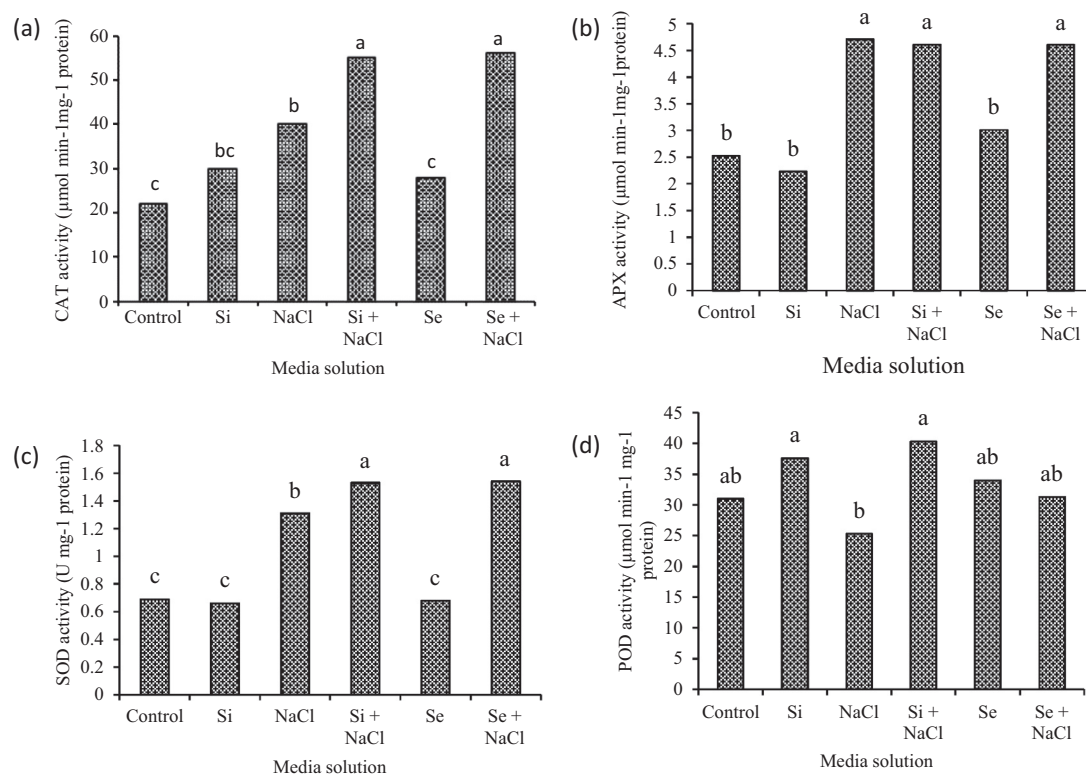 (a)
CAT activity (µmol min-1mg-1 protein)
60
50
40
30
20
10
0
c
bc
b
a
c
a
Control Si NaCl Si + NaCl Se Se + NaCl
Media solution
(b)
APX activity (µmol min-1mg-1protein)
5
4.5
4
3.5
3
2.5
2
1.5
1
0.5
0
b
b
a
a
b
a
Control Si NaCl Si + NaCl Se Se + NaCl
Media solution
(c)
SOD activity (U mg-1 protein)
1.8
1.6
1.4
1.2
1
0.8
0.6
0.4
0.2
0
c
c
b
a
c
a
Control Si NaCl Si + NaCl Se Se + NaCl
Media solution
(d)
POD activity (µmol min-1 mg-1
protein)
45
40
35
30
25
20
15
10
5
0
ab
a
b
a
ab
ab
Control Si NaCl Si + NaCl Se Se + NaCl
Media solution